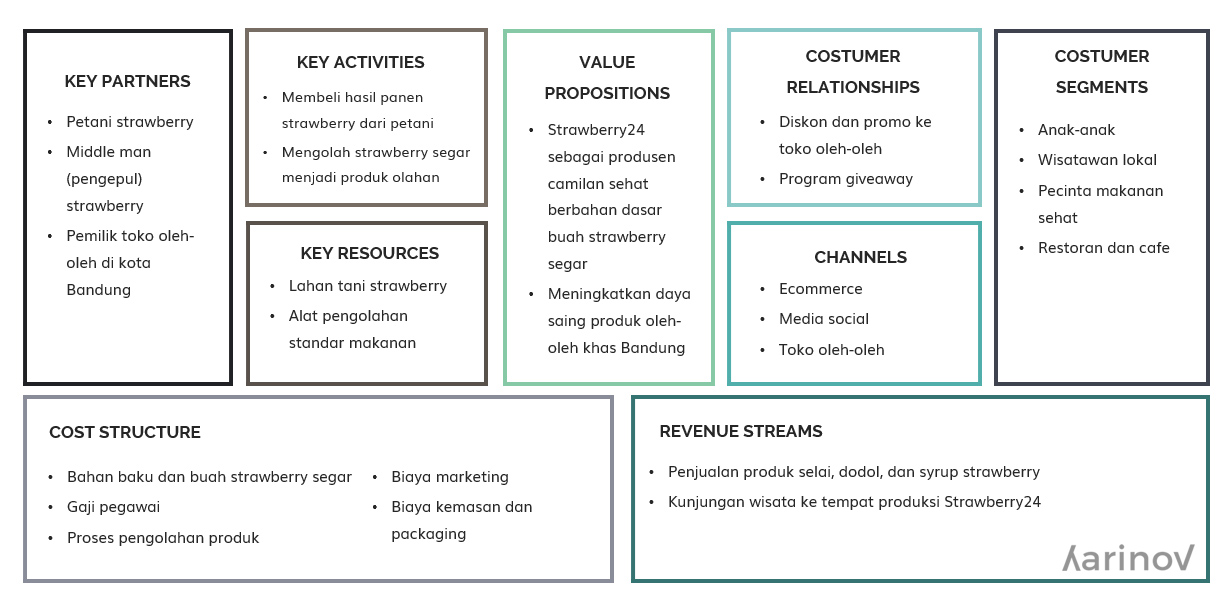 KEY PARTNERS
• Petani strawberry
• Middle man
(pengepul)
strawberry
• Pemilik toko oleh-
oleh di kota
Bandung
KEY ACTIVITIES
• Membeli hasil panen
strawberry dari petani
• Mengolah strawberry segar
menjadi produk olahan
KEY RESOURCES
• Lahan tani strawberry
• Alat pengolahan
standar makanan
VALUE
PROPOSITIONS
• Strawberry24
sebagai produsen
camilan sehat
berbahan dasar
buah strawberry
segar
• Meningkatkan daya
saing produk oleh-
oleh khas Bandung
COSTUMER
RELATIONSHIPS
• Diskon dan promo ke
toko oleh-oleh
• Program giveaway
CHANNELS
• Ecommerce
• Media social
• Toko oleh-oleh
COSTUMER
SEGMENTS
• Anak-anak
• Wisatawan lokal
• Pecinta makanan
sehat
• Restoran dan cafe
COST STRUCTURE
• Bahan baku dan buah strawberry segar
• Gaji pegawai
• Proses pengolahan produk
• Biaya marketing
• Biaya kemasan dan
packaging
REVENUE STREAMS
• Penjualan produk selai, dodol, dan syrup strawberry
• Kunjungan wisata ke tempat produksi Strawberry24
karinov